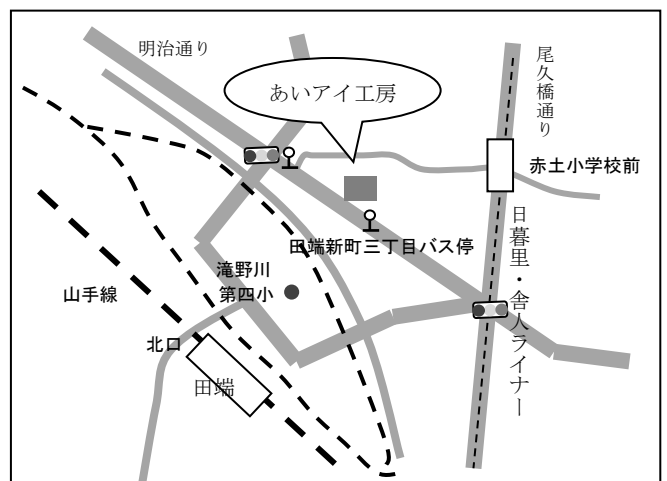 明治通り
尾久橋通り
あいアイ工房
赤土小学校前
日暮里・舎人ライナー
田端新町三丁目バス停
滝野川
第四小
山手線
北口
田端